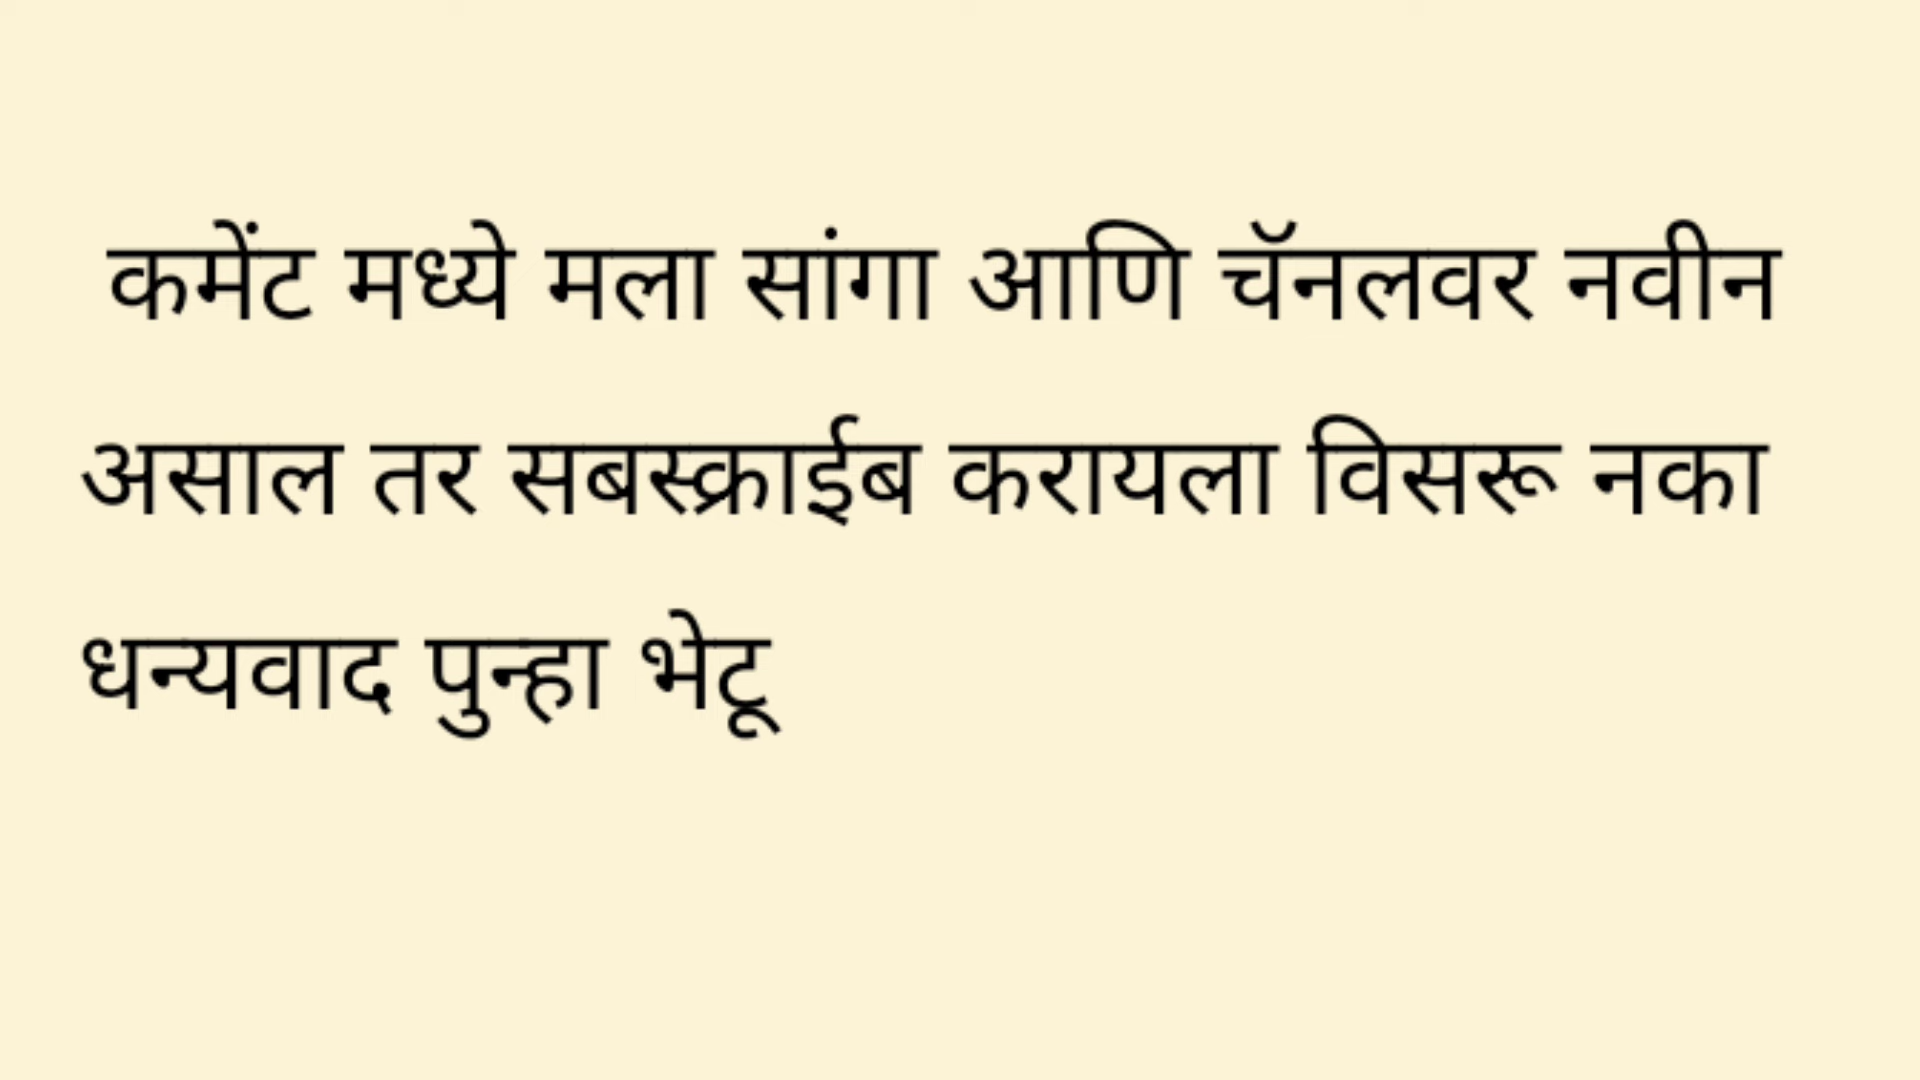 कमेंट मध्ये मला सांगा आणि चॅनलवर नवीन
असाल तर सबस्क्राईब करायला विसरू नका
धन्यवाद पुन्हा भेटू